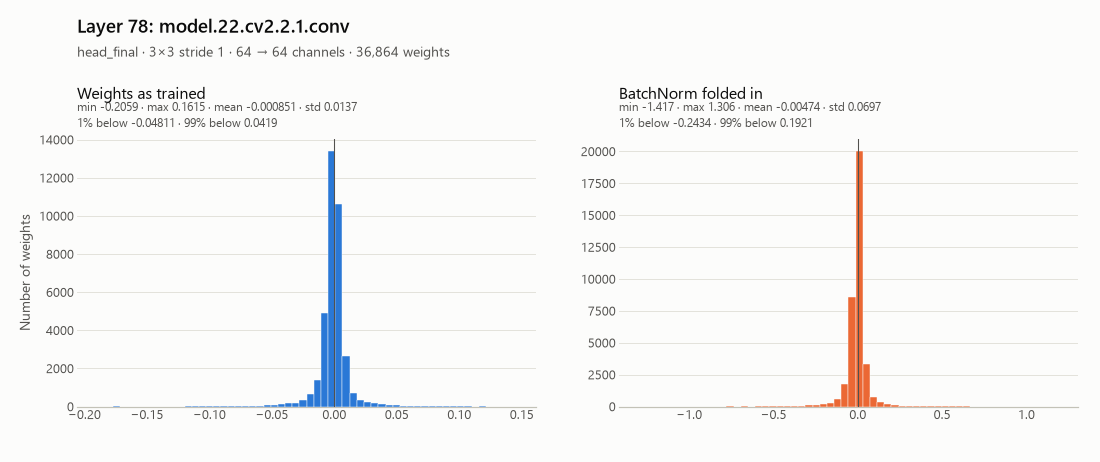 Layer 78: model.22.cv2.2.1.conv
head_final · 3×3 stride 1 · 64 → 64 channels · 36,864 weights
Weights as trained
min -0.2059 · max 0.1615 · mean -0.000851 · std 0.0137
1% below -0.04811 · 99% below 0.0419
14000
12000
10000
8000
6000
4000
2000
0
Number of weights
−0.20 −0.15 −0.10 −0.05 0.00 0.05 0.10 0.15
BatchNorm folded in
min -1.417 · max 1.306 · mean -0.00474 · std 0.0697
1% below -0.2434 · 99% below 0.1921
20000
17500
15000
12500
10000
7500
5000
2500
0
−1.0 −0.5 0.0 0.5 1.0